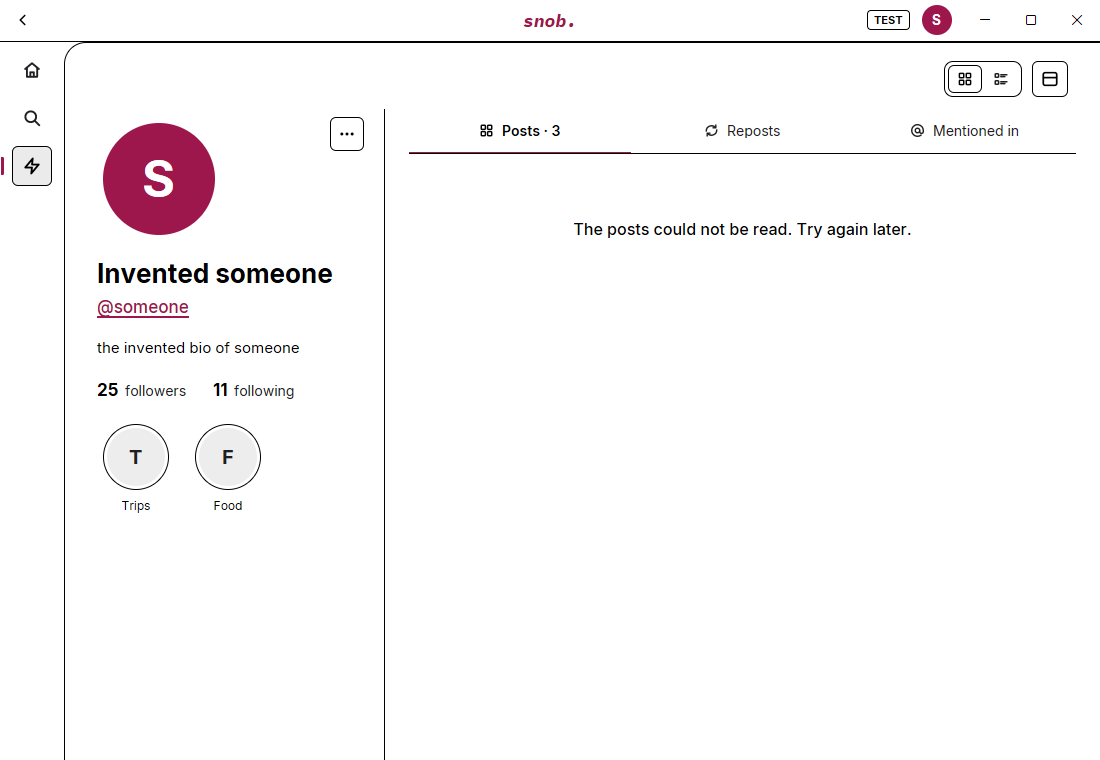 snob.
TEST
S
S
Invented someone
@someone
the invented bio of someone
25 followers 11 following
T
F
Trips
Food
Posts · 3
Reposts
Mentioned in
The posts could not be read. Try again later.